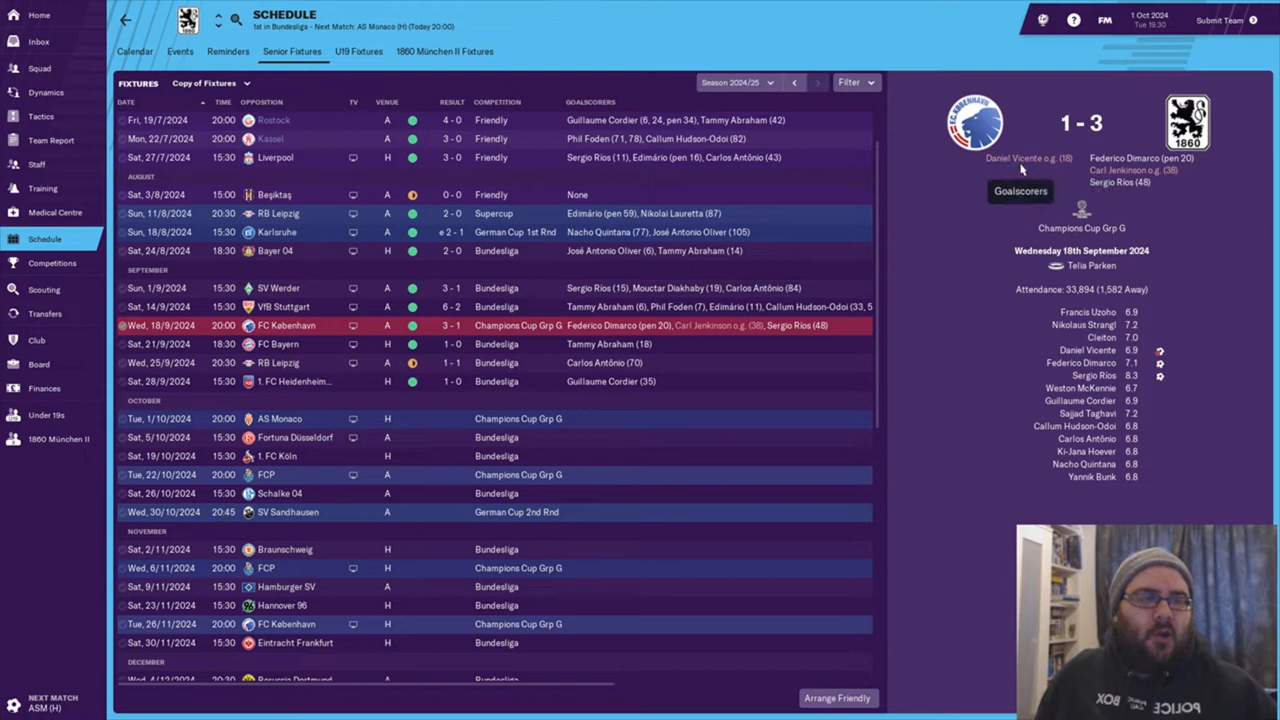 Home
Inbox
Squad
Dynamics
Tactics
Team Report
Staff
Training
Medical Centre
Schedule
Competitions
Scouting
Transfers
Club
Board
Finances
Under 19s
1860 München II
NEXT MATCH
ASM (H)
SCHEDULE
1st in Bundesliga - Next Match: AS Monaco (H) (Today 20:00)
FM
1 Oct 2024
Tue 19:30
Submit Team
Calendar Events Reminders Senior Fixtures U19 Fixtures 1860 München II Fixtures
FIXTURES Copy of Fixtures Season 2024/25 Filter
DATE TIME OPPOSITION TV VENUE RESULT COMPETITION GOALSCORERS
Fri, 19/7/2024 20:00 Rostock A 4 - 0 Friendly Guillaume Cordier (6, 24, pen 34), Tammy Abraham (42)
Mon, 22/7/2024 20:00 Kassel A 3 - 0 Friendly Phil Foden (71, 78), Callum Hudson-Odoi (82)
Sat, 27/7/2024 15:30 Liverpool H 3 - 0 Friendly Sergio Ríos (11), Edimário (pen 16), Carlos Antônio (43)
AUGUST
Sat, 3/8/2024 15:00 Beşiktaş A 0 - 0 Friendly None
Sun, 11/8/2024 20:30 RB Leipzig A 2 - 0 Supercup Edimário (pen 59), Nikolai Lauretta (87)
Sun, 18/8/2024 15:30 Karlsruhe A e 2 - 1 German Cup 1st Rnd Nacho Quintana (77), José Antonio Oliver (105)
Sat, 24/8/2024 18:30 Bayer 04 H 2 - 0 Bundesliga José Antonio Oliver (6), Tammy Abraham (14)
SEPTEMBER
Sun, 1/9/2024 15:30 SV Werder A 3 - 1 Bundesliga Sergio Ríos (15), Mouctar Diakhaby (19), Carlos Antônio (84)
Sat, 14/9/2024 15:30 VfB Stuttgart H 6 - 2 Bundesliga Tammy Abraham (6), Phil Foden (7), Edimário (11), Callum Hudson-Odoi (33, 5
Wed, 18/9/2024 20:00 FC København A 3 - 1 Champions Cup Grp G Federico Dimarco (pen 20), Carl Jenkinson o.g. (38), Sergio Ríos (48)
Sat, 21/9/2024 18:30 FC Bayern H 1 - 0 Bundesliga Tammy Abraham (18)
Wed, 25/9/2024 20:00 RB Leipzig A 1 - 1 Bundesliga Carlos Antônio (70)
Sat, 28/9/2024 15:30 1. FC Heidenheim... H 1 - 0 Bundesliga Guillaume Cordier (35)
OCTOBER
Tue, 1/10/2024 20:00 AS Monaco H Champions Cup Grp G
Sat, 5/10/2024 15:30 Fortuna Düsseldorf A Bundesliga
Sat, 19/10/2024 15:30 1. FC Köln H Bundesliga
Tue, 22/10/2024 20:00 FCP A Champions Cup Grp G
Sat, 26/10/2024 15:30 Schalke 04 A Bundesliga
Wed, 30/10/2024 20:45 SV Sandhausen A German Cup 2nd Rnd
NOVEMBER
Sat, 2/11/2024 15:30 Braunschweig H Bundesliga
Wed, 6/11/2024 20:00 FCP H Champions Cup Grp G
Sat, 9/11/2024 15:30 Hamburger SV A Bundesliga
Sat, 23/11/2024 15:30 Hannover 96 H Bundesliga
Tue, 26/11/2024 20:00 FC København H Champions Cup Grp G
Sat, 30/11/2024 15:30 Eintracht Frankfurt H Bundesliga
DECEMBER
Wed, 4/12/2024 20:30 Borussia Dortmund A Bundesliga
Arrange Friendly
1 - 3
1860
Daniel Vicente o.g. (18)
Federico Dimarco (pen 20)
Carl Jenkinson o.g. (38)
Sergio Ríos (48)
Goalscorers
Champions Cup Grp G
Wednesday 18th September 2024
Telia Parken
Attendance: 33,894 (1,582 Away)
Francis Uzoho 6.9
Nikolaus Strangl 7.2
Cleiton 7.0
Daniel Vicente 6.9
Federico Dimarco 7.1
Sergio Ríos 8.3
Weston McKennie 6.7
Guillaume Cordier 6.9
Sajjad Taghavi 7.2
Callum Hudson-Odoi 6.8
Carlos Antônio 6.8
Ki-Jana Hoever 6.8
Nacho Quintana 6.8
Yannik Bunk 6.8
POLICE BOX